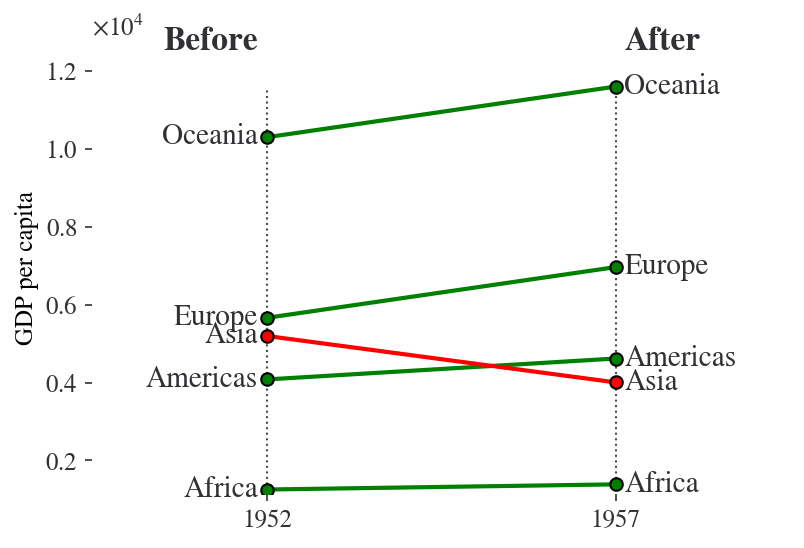 ×10⁴
Before After
1.2
Oceania
Oceania
1.0
0.8
GDP per capita
Europe
0.6
Europe
Asia
Americas
0.4
Asia
Americas
0.2
Africa
Africa
1952 1957